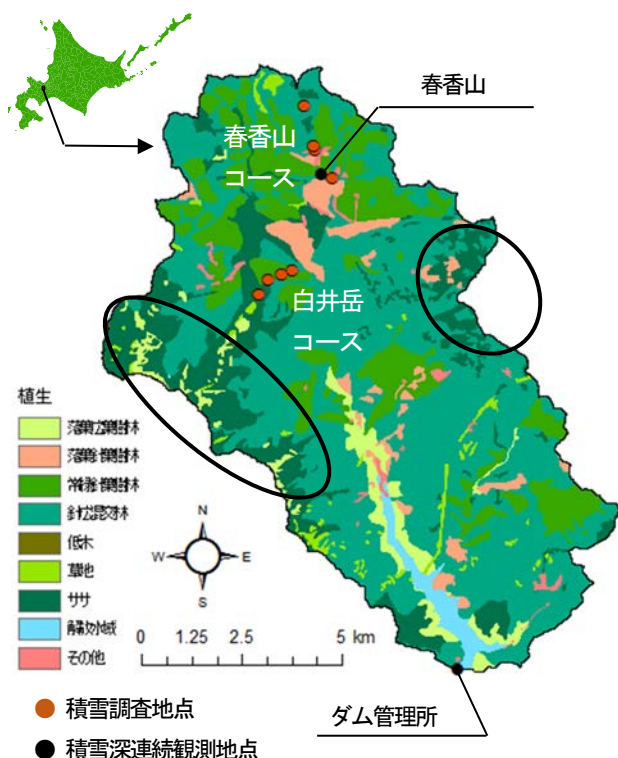 春香山
春香山
コース
白井岳
コース
植生
落葉広葉樹林
落葉針葉樹林
常緑針葉樹林
針広混交林
低木
草地
ササ
開放水域
その他
N
W
E
S
0 1.25 2.5 5 km
積雪調査地点
ダム管理所
積雪深連続観測地点